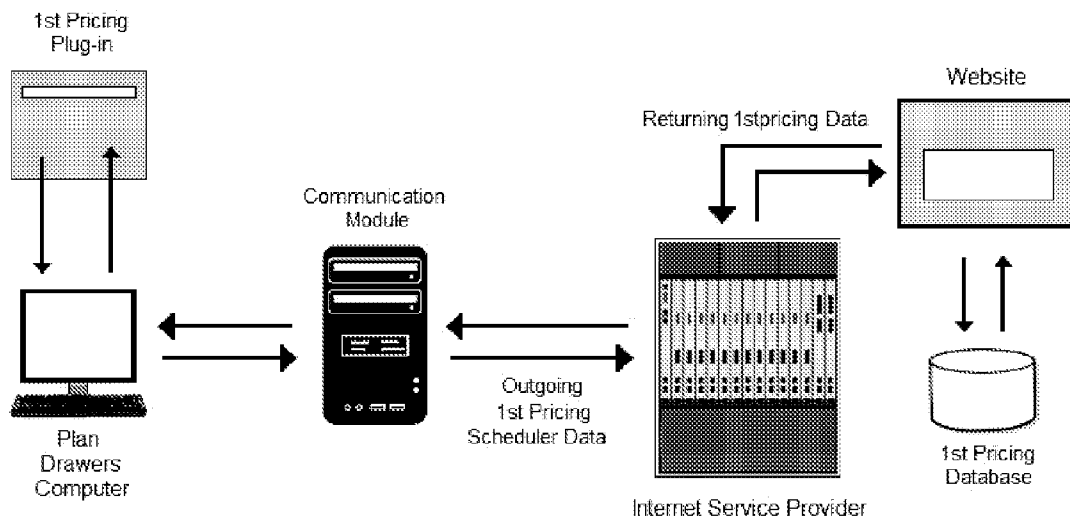 1st Pricing
Plug-in
Website
Returning 1stpricing Data
Communication
Module
Outgoing
1st Pricing
Scheduler Data
Plan
Drawers
Computer
1st Pricing
Database
Internet Service Provider